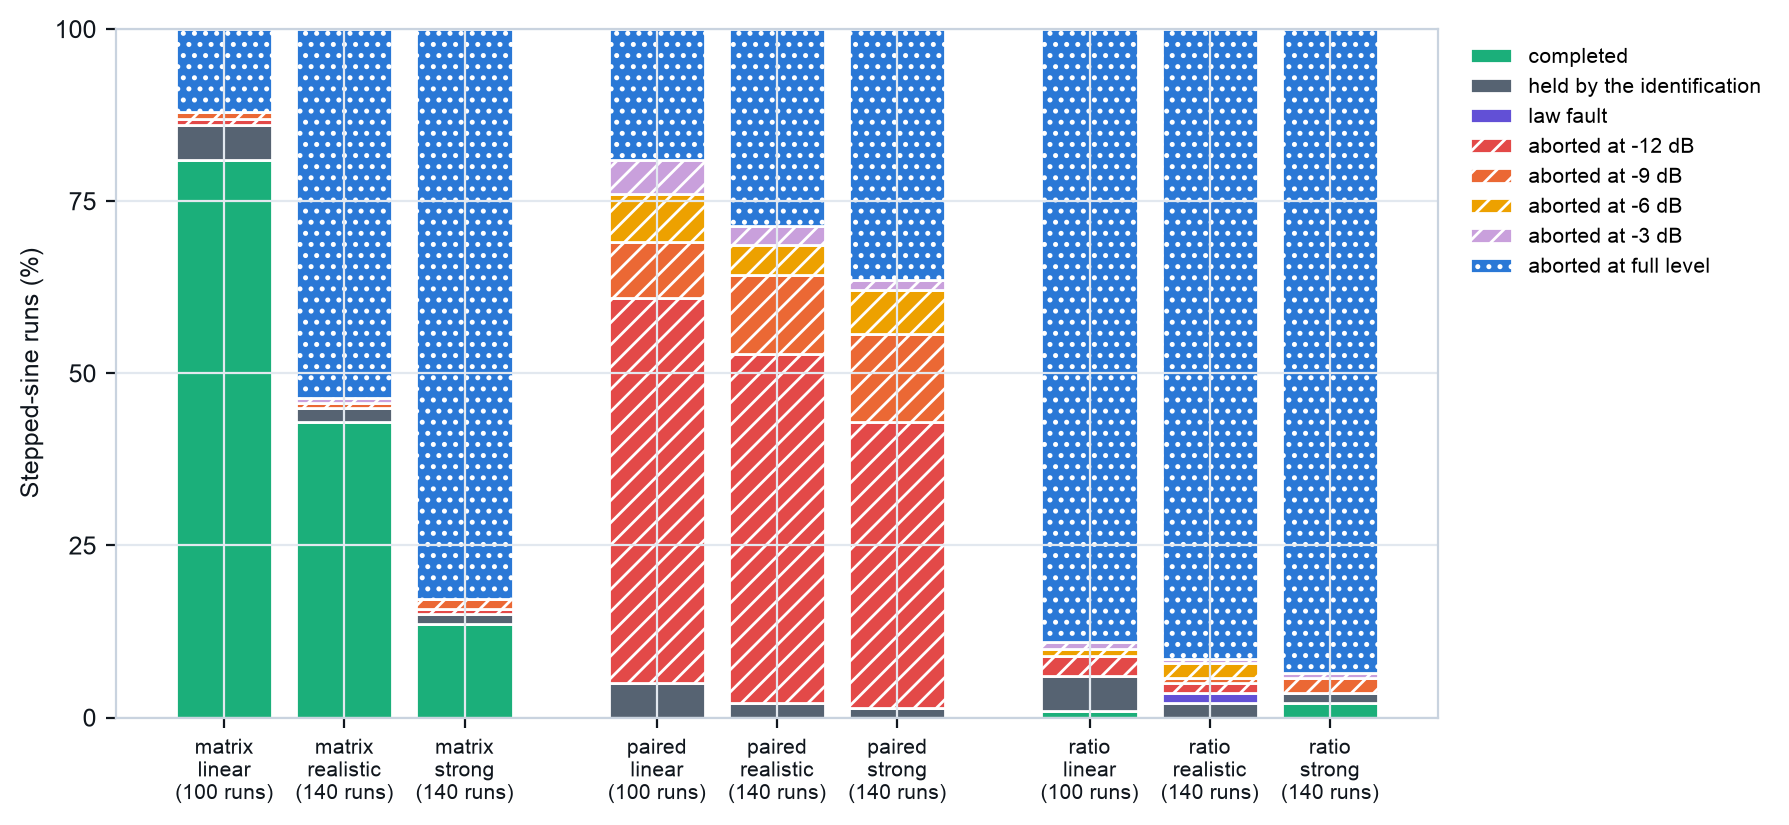 100
75
50
25
0
Stepped-sine runs (%)
matrix
linear
(100 runs)
matrix
realistic
(140 runs)
matrix
strong
(140 runs)
paired
linear
(100 runs)
paired
realistic
(140 runs)
paired
strong
(140 runs)
ratio
linear
(100 runs)
ratio
realistic
(140 runs)
ratio
strong
(140 runs)
completed
held by the identification
law fault
aborted at -12 dB
aborted at -9 dB
aborted at -6 dB
aborted at -3 dB
aborted at full level